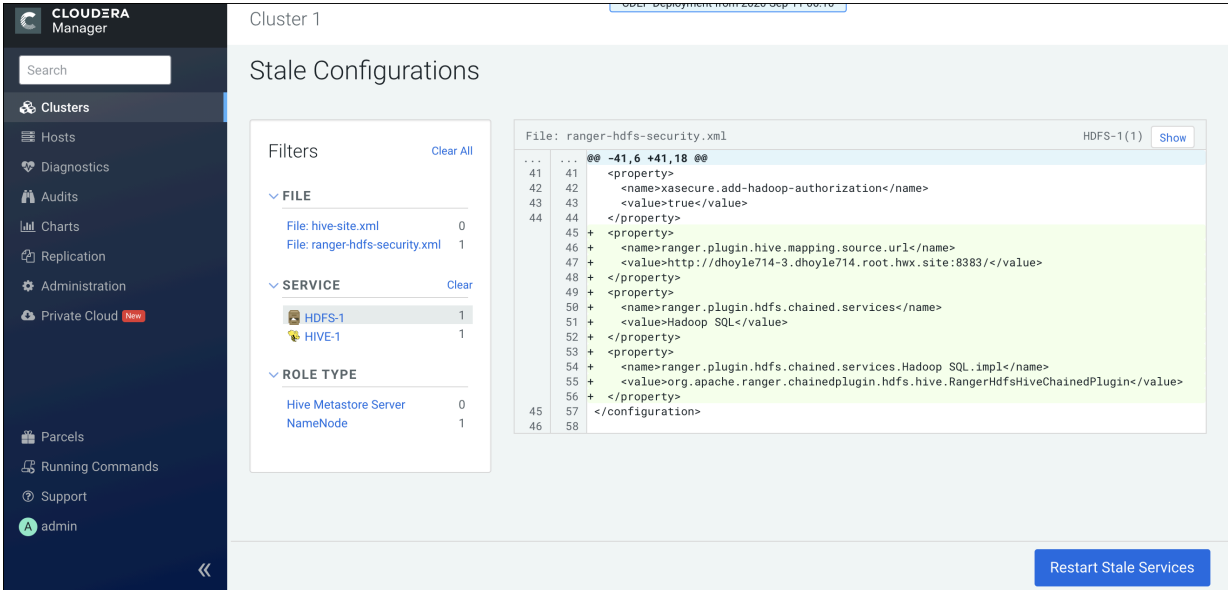 CLOUDERA
Manager
Search
Clusters
Hosts
Diagnostics
Audits
Charts
Replication
Administration
Private Cloud New
Parcels
Running Commands
Support
A admin
Cluster 1
CDEP Deployment from 2020 Sep 11 06:16
Stale Configurations
Filters Clear All
FILE
File: hive-site.xml 0
File: ranger-hdfs-security.xml 1
SERVICE Clear
HDFS-1 1
HIVE-1 1
ROLE TYPE
Hive Metastore Server 0
NameNode 1
File: ranger-hdfs-security.xml HDFS-1(1) Show
... ... @@ -41,6 +41,18 @@
41 41 <property>
42 42 <name>xasecure.add-hadoop-authorization</name>
43 43 <value>true</value>
44 44 </property>
45 + <property>
46 + <name>ranger.plugin.hive.mapping.source.url</name>
47 + <value>http://dhoyle714-3.dhoyle714.root.hwx.site:8383/</value>
48 + </property>
49 + <property>
50 + <name>ranger.plugin.hdfs.chained.services</name>
51 + <value>Hadoop SQL</value>
52 + </property>
53 + <property>
54 + <name>ranger.plugin.hdfs.chained.services.Hadoop SQL.impl</name>
55 + <value>org.apache.ranger.chainedplugin.hdfs.hive.RangerHdfsHiveChainedPlugin</value>
56 + </property>
45 57 </configuration>
46 58
Restart Stale Services